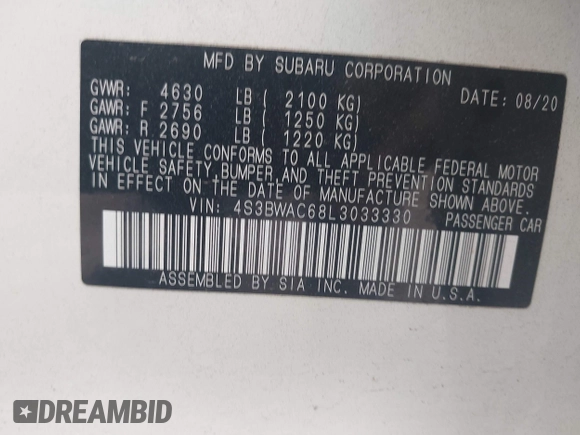 MFD BY SUBARU CORPORATION
GVWR: 4630 LB ( 2100 KG) DATE: 08/20
GAWR: F 2756 LB ( 1250 KG)
GAWR: R 2690 LB ( 1220 KG)
THIS VEHICLE CONFORMS TO ALL APPLICABLE FEDERAL MOTOR
VEHICLE SAFETY, BUMPER, AND THEFT PREVENTION STANDARDS
IN EFFECT ON THE DATE OF MANUFACTURE SHOWN ABOVE.
VIN: 4S3BWAC68L3033330 PASSENGER CAR
ASSEMBLED BY SIA INC. MADE IN U.S.A.
DREAMBID